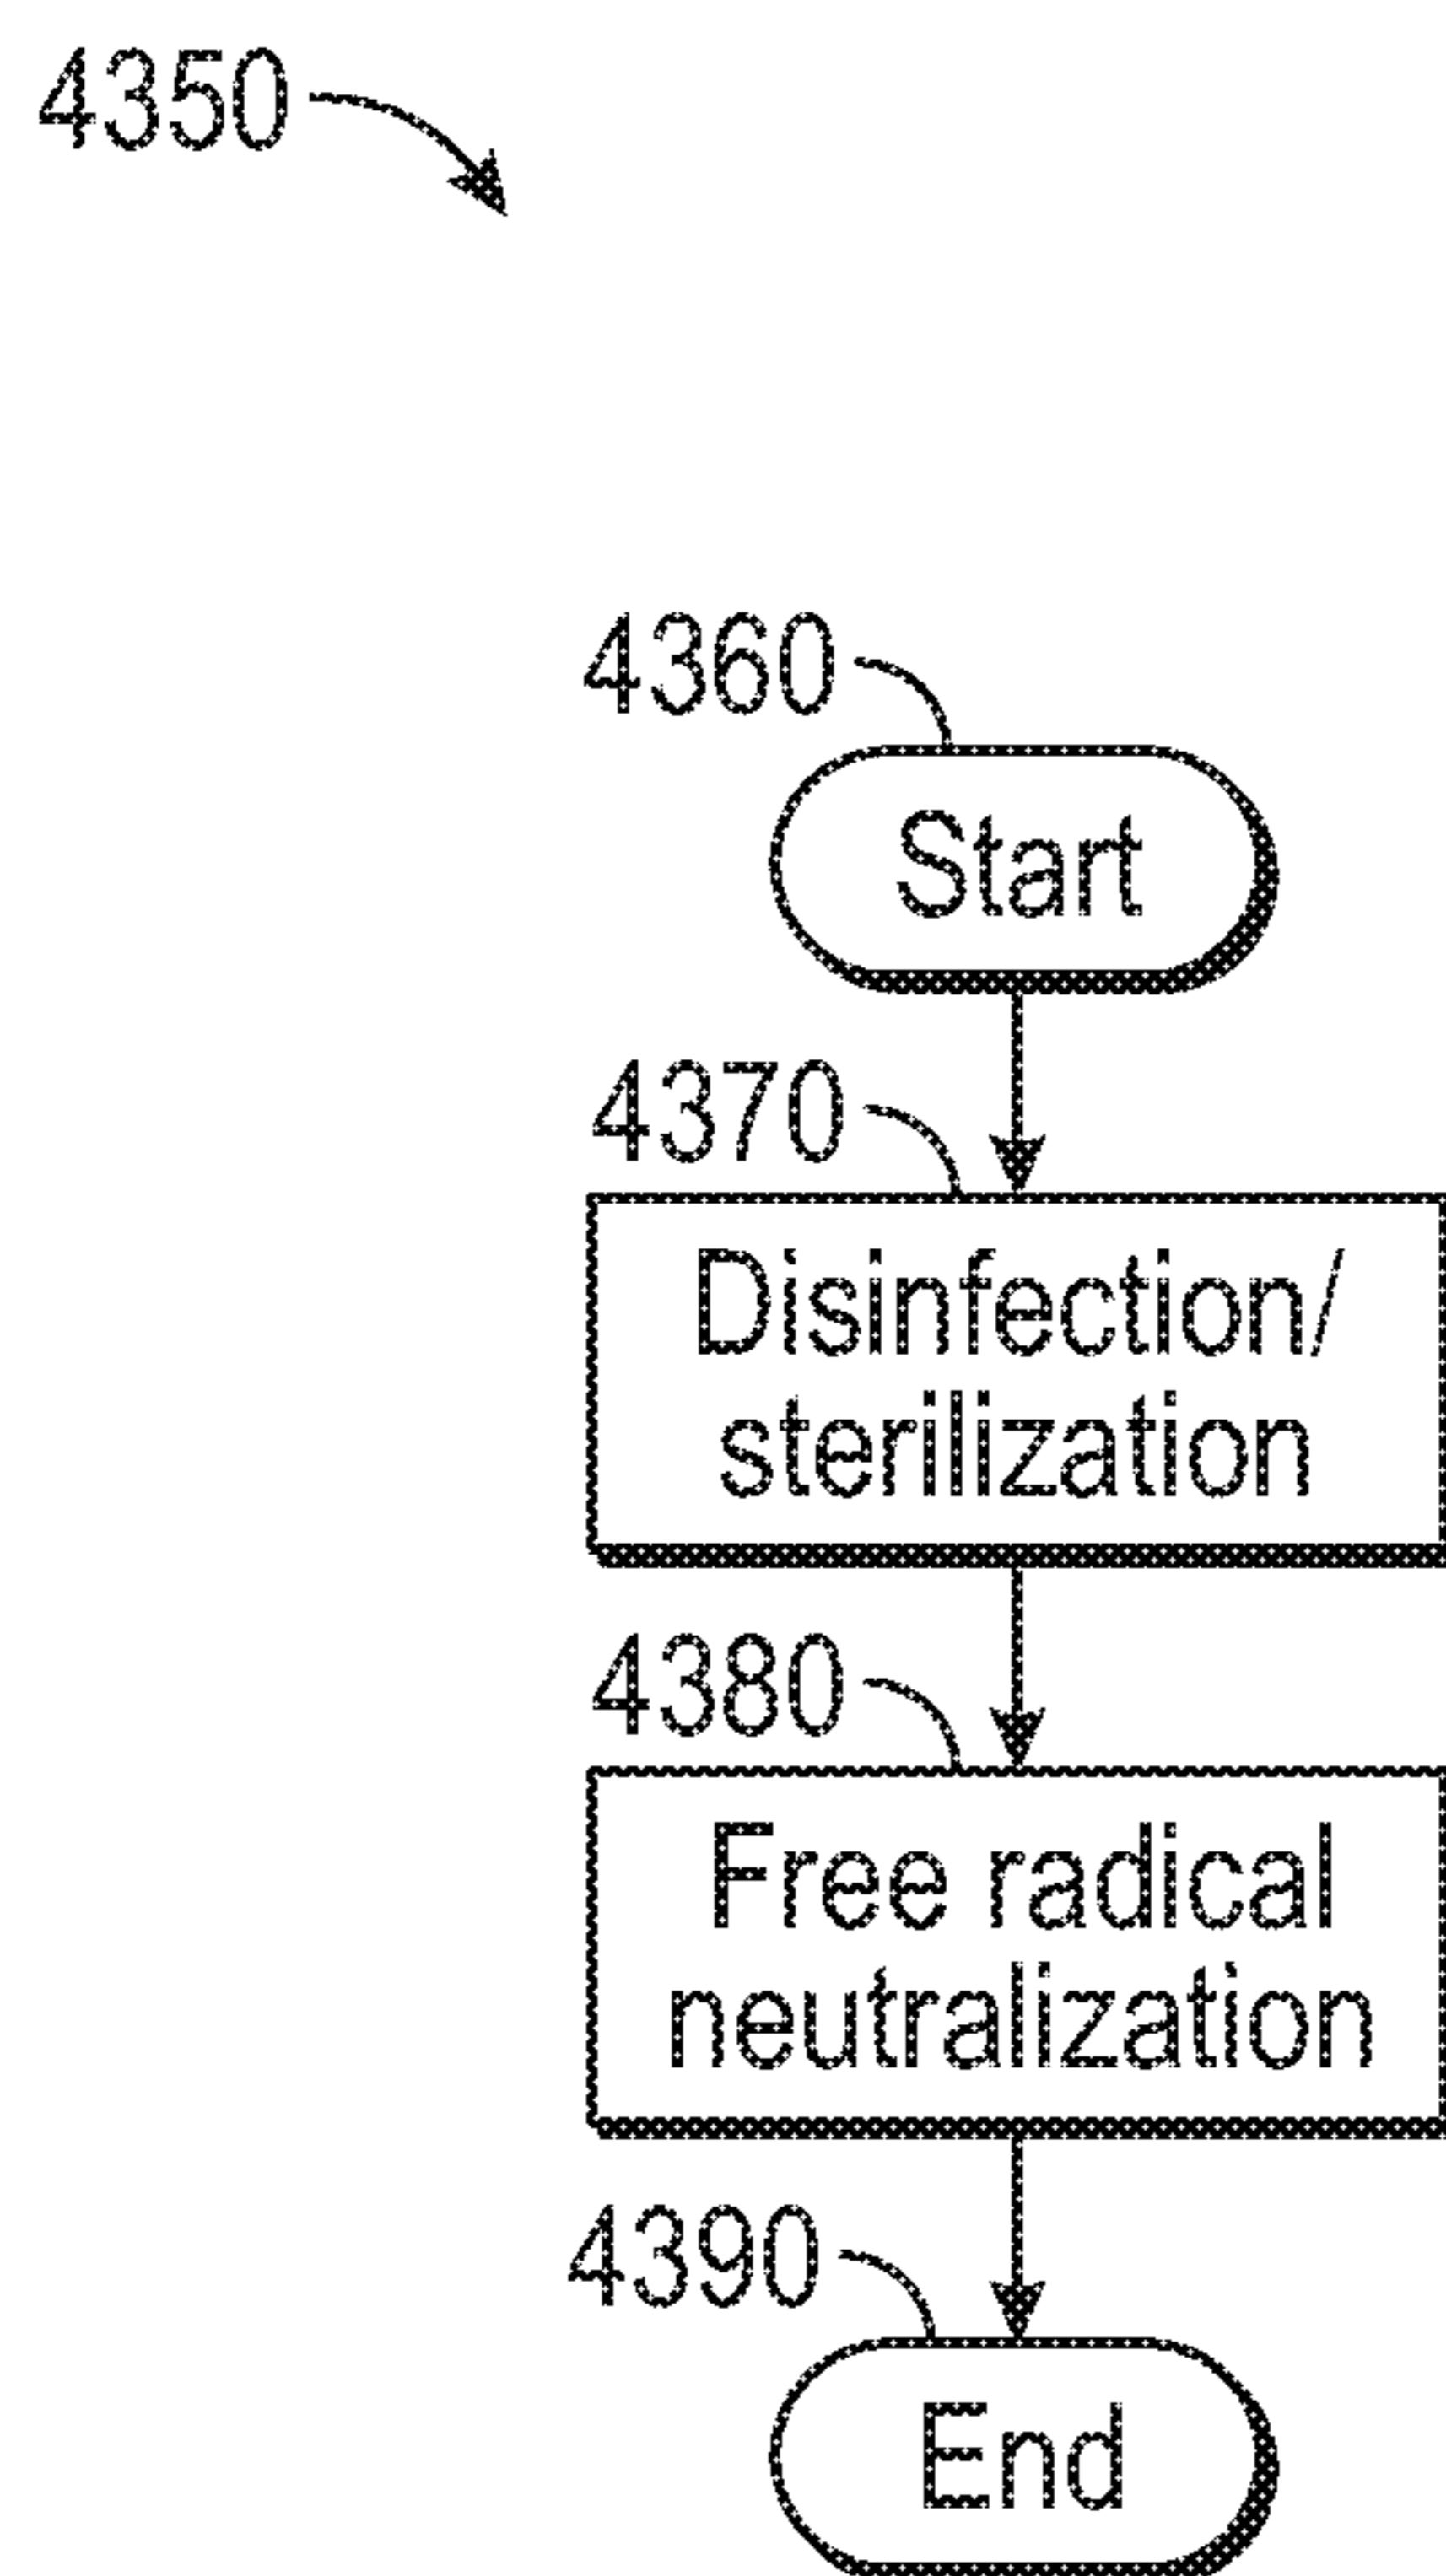 4350
4360
Start
4370
Disinfection/
sterilization
4380
Free radical
neutralization
4390
End